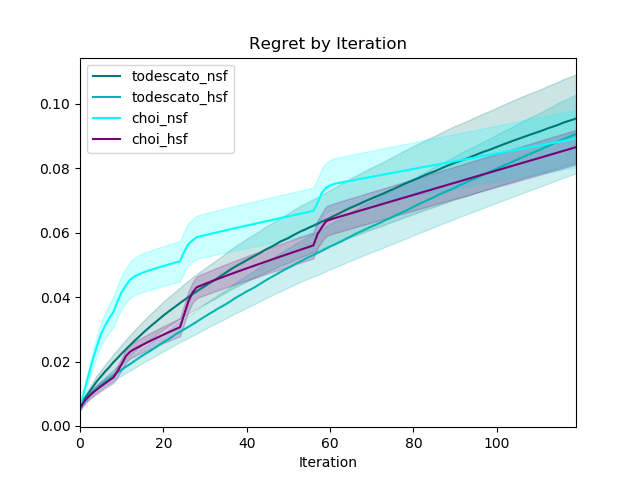 Regret by Iteration
todescato_nsf
todescato_hsf
choi_nsf
choi_hsf
0.10
0.08
0.06
0.04
0.02
0.00
0 20 40 60 80 100
Iteration